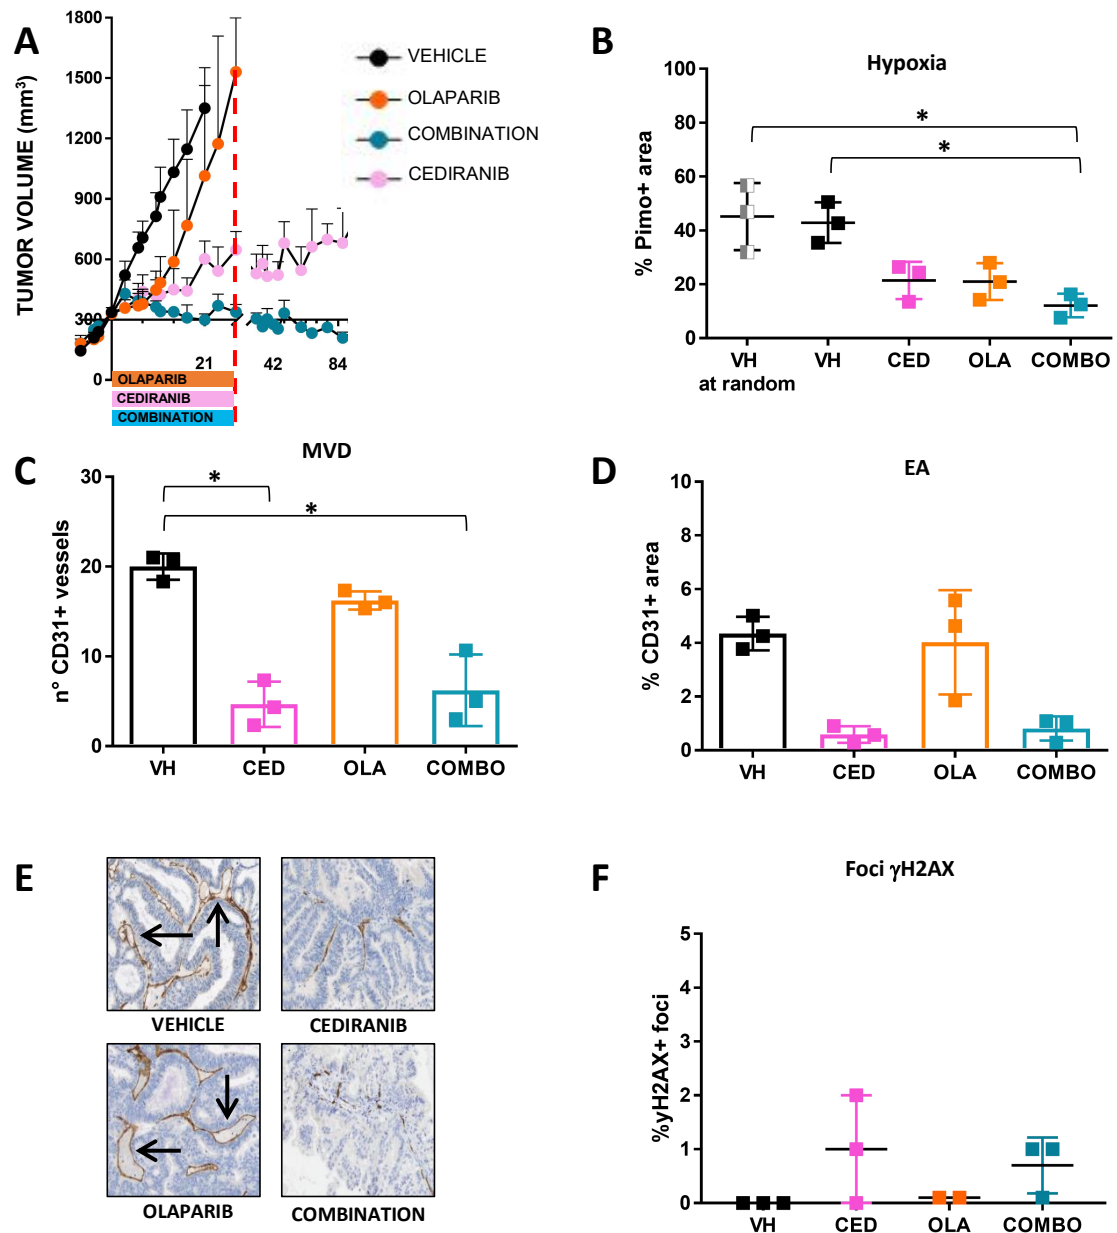 A
TUMOR VOLUME (mm³)
1800
1500
1200
900
600
300
0
21
42
84
VEHICLE
OLAPARIB
COMBINATION
CEDIRANIB
OLAPARIB
CEDIRANIB
COMBINATION
B
Hypoxia
% Pimo+ area
100
80
60
40
20
0
*
*
VH
at random
VH
CED
OLA
COMBO
C
MVD
n° CD31+ vessels
30
20
10
0
*
*
VH
CED
OLA
COMBO
D
EA
% CD31+ area
10
8
6
4
2
0
VH
CED
OLA
COMBO
E
VEHICLE
CEDIRANIB
OLAPARIB
COMBINATION
F
Foci γH2AX
%γH2AX+ foci
5
4
3
2
1
0
VH
CED
OLA
COMBO